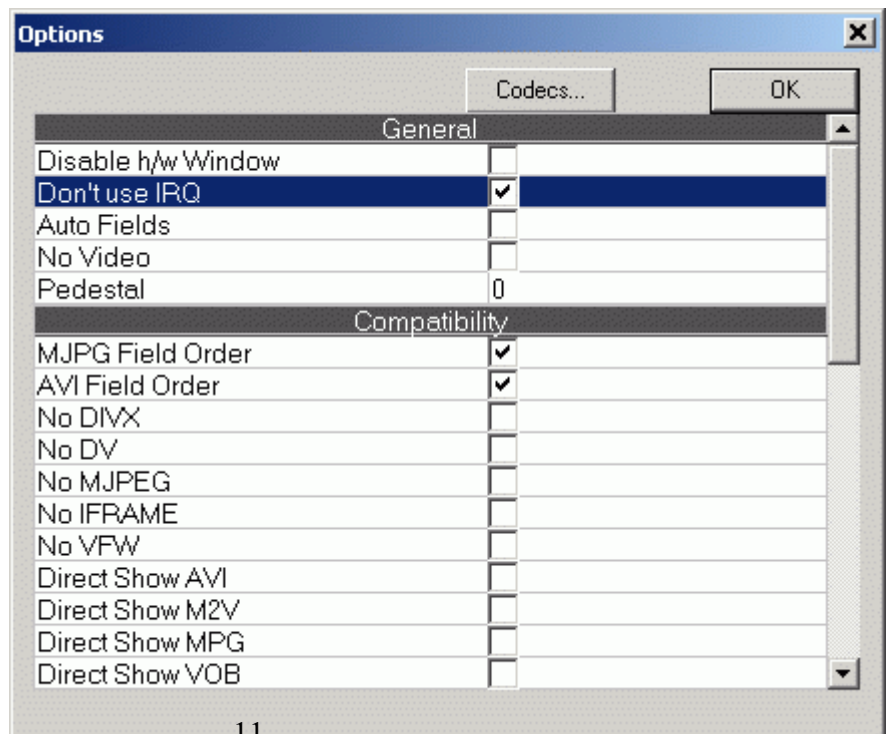 Options
Codecs...
OK
General
Disable h/w Window
Don't use IRQ
Auto Fields
No Video
Pedestal 0
Compatibility
MJPG Field Order
AVI Field Order
No DIVX
No DV
No MJPEG
No IFRAME
No VFW
Direct Show AVI
Direct Show M2V
Direct Show MPG
Direct Show VOB
11